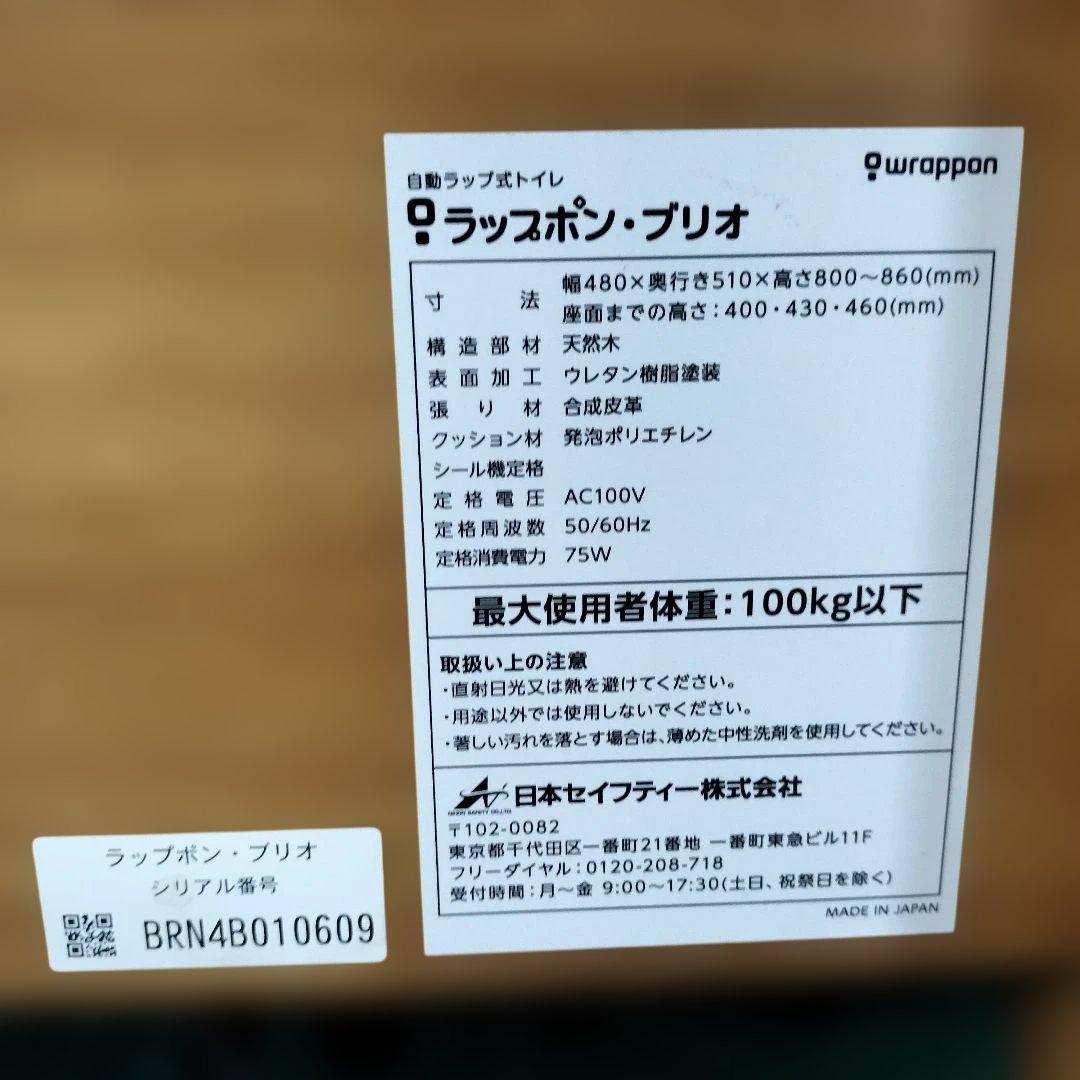 wrappon
自動ラップ式トイレ
ラップポン・ブリオ
寸法 幅480×奥行き510×高さ800～860(mm)
座面までの高さ：400・430・460(mm)
構造部材 天然木
表面加工 ウレタン樹脂塗装
張り材 合成皮革
クッション材 発泡ポリエチレン
シール機定格
定格電圧 AC100V
定格周波数 50/60Hz
定格消費電力 75W
最大使用者体重：100kg以下
取扱い上の注意
・直射日光又は熱を避けてください。
・用途以外では使用しないでください。
・著しい汚れを落とす場合は、薄めた中性洗剤を使用してください。
日本セイフティー株式会社
〒102-0082
東京都千代田区一番町21番地 一番町東急ビル11F
フリーダイヤル：0120-208-718
受付時間：月～金 9:00～17:30(土日、祝祭日を除く)
MADE IN JAPAN
ラップポン・ブリオ
シリアル番号
BRN4B010609